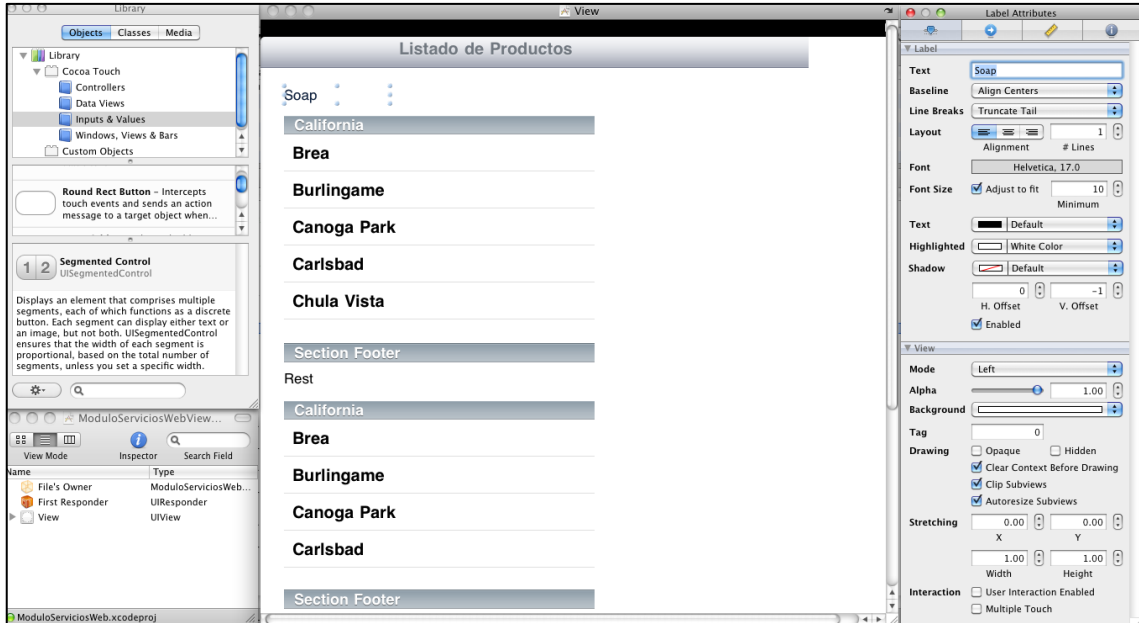 Library
Objects Classes Media
Library
Cocoa Touch
Controllers
Data Views
Inputs & Values
Windows, Views & Bars
Custom Objects
Round Rect Button – Intercepts
touch events and sends an action
message to a target object when...
1 2
Segmented Control
UISegmentedControl
Displays an element that comprises multiple
segments, each of which functions as a discrete
button. Each segment can display either text or
an image, but not both. UISegmentedControl
ensures that the width of each segment is
proportional, based on the total number of
segments, unless you set a specific width.
ModuloServiciosWebView...
View Mode Inspector Search Field
Name Type
File's Owner ModuloServiciosWeb...
First Responder UIResponder
View UIView
ModuloServiciosWeb.xcodeproj
View
Listado de Productos
Soap
California
Brea
Burlingame
Canoga Park
Carlsbad
Chula Vista
Section Footer
Rest
California
Brea
Burlingame
Canoga Park
Carlsbad
Section Footer
Label Attributes
Label
Text Soap
Baseline Align Centers
Line Breaks Truncate Tail
Layout 1
Alignment # Lines
Font Helvetica, 17.0
Font Size Adjust to fit 10
Minimum
Text Default
Highlighted White Color
Shadow Default
0 -1
H. Offset V. Offset
Enabled
View
Mode Left
Alpha 1.00
Background
Tag 0
Drawing Opaque Hidden
Clear Context Before Drawing
Clip Subviews
Autoresize Subviews
Stretching 0.00 0.00
X Y
1.00 1.00
Width Height
Interaction User Interaction Enabled
Multiple Touch